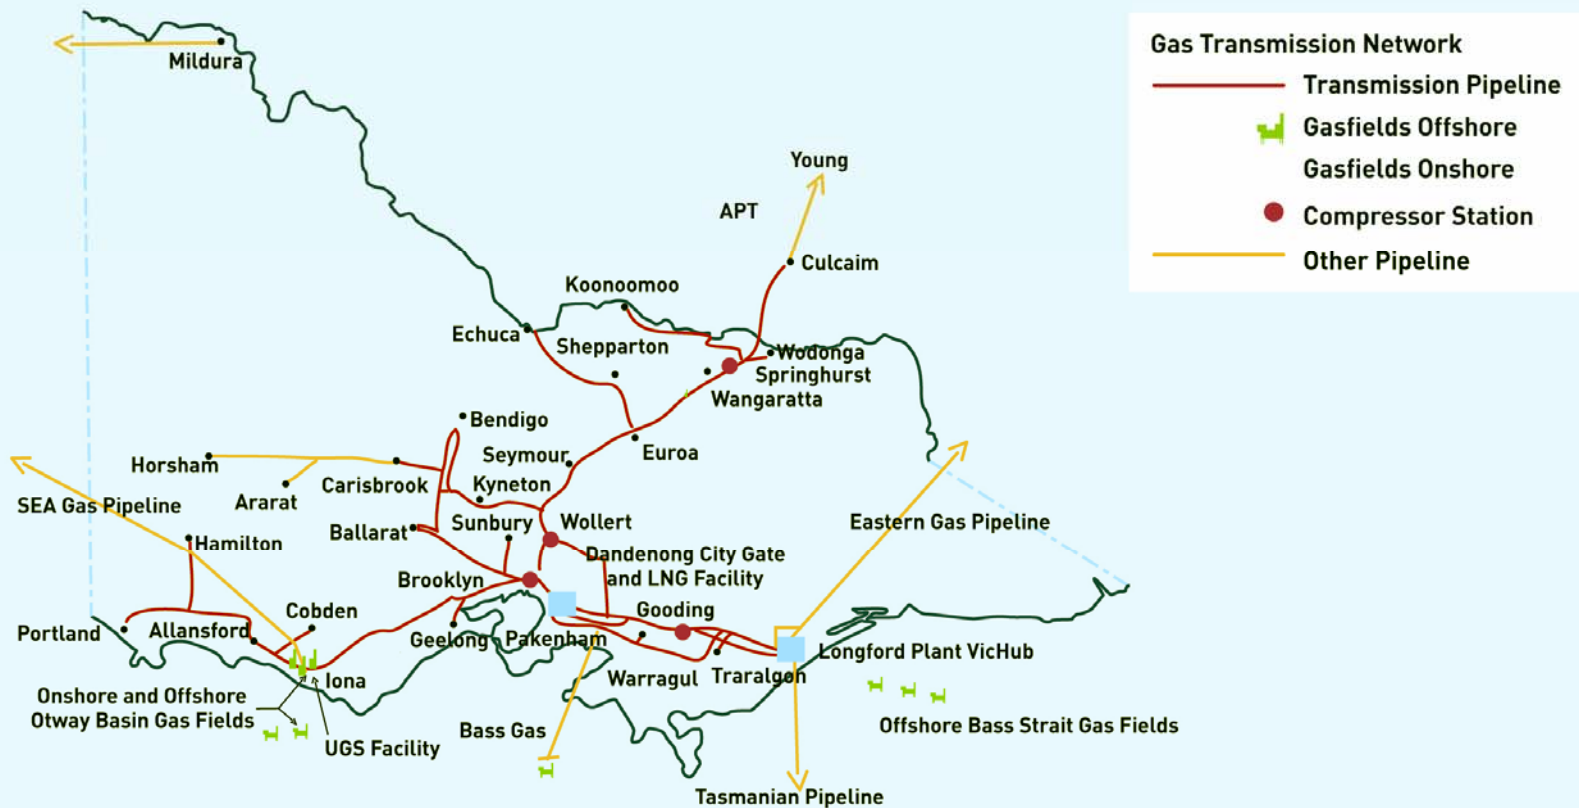 Gas Transmission Network
Transmission Pipeline
Gasfields Offshore
Gasfields Onshore
Compressor Station
Other Pipeline
Mildura
Young
APT
Culcairn
Koonoomoo
Echuca
Shepparton
Wodonga
Springhurst
Wangaratta
Bendigo
Euroa
Seymour
Horsham
Ararat
Carisbrook
Kyneton
SEA Gas Pipeline
Hamilton
Ballarat
Sunbury
Wollert
Eastern Gas Pipeline
Dandenong City Gate
and LNG Facility
Brooklyn
Cobden
Gooding
Portland
Allansford
Geelong
Pakenham
Longford Plant VicHub
Iona
Warragul
Traralgon
Onshore and Offshore
Otway Basin Gas Fields
UGS Facility
Bass Gas
Offshore Bass Strait Gas Fields
Tasmanian Pipeline